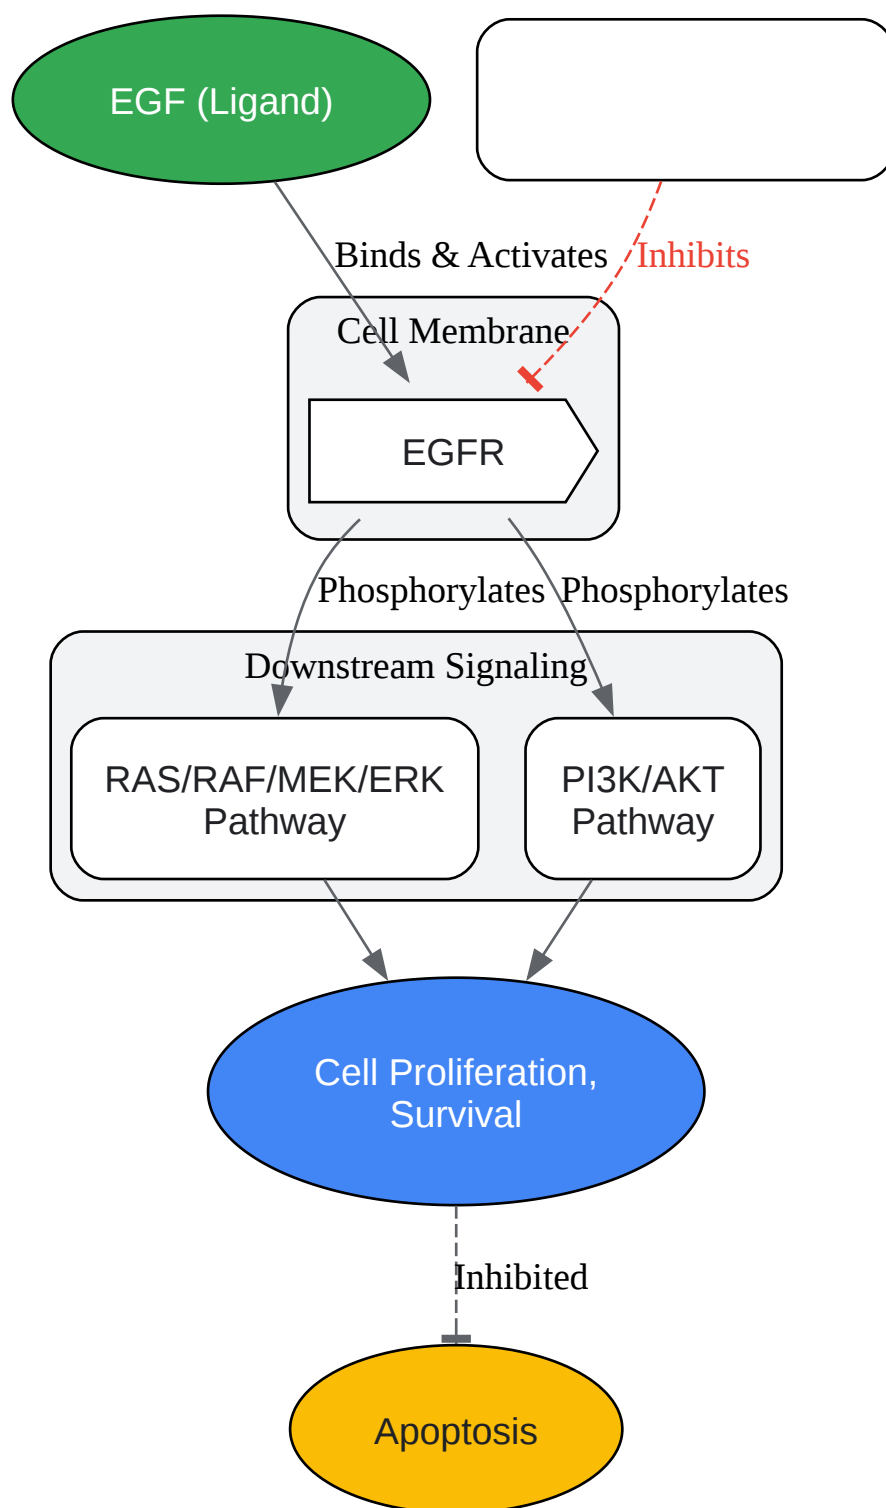 EGF (Ligand)
Binds & Activates
Inhibits
Cell Membrane
EGFR
Phosphorylates
Phosphorylates
Downstream Signaling
RAS/RAF/MEK/ERK
Pathway
PI3K/AKT
Pathway
Cell Proliferation,
Survival
Inhibited
Apoptosis